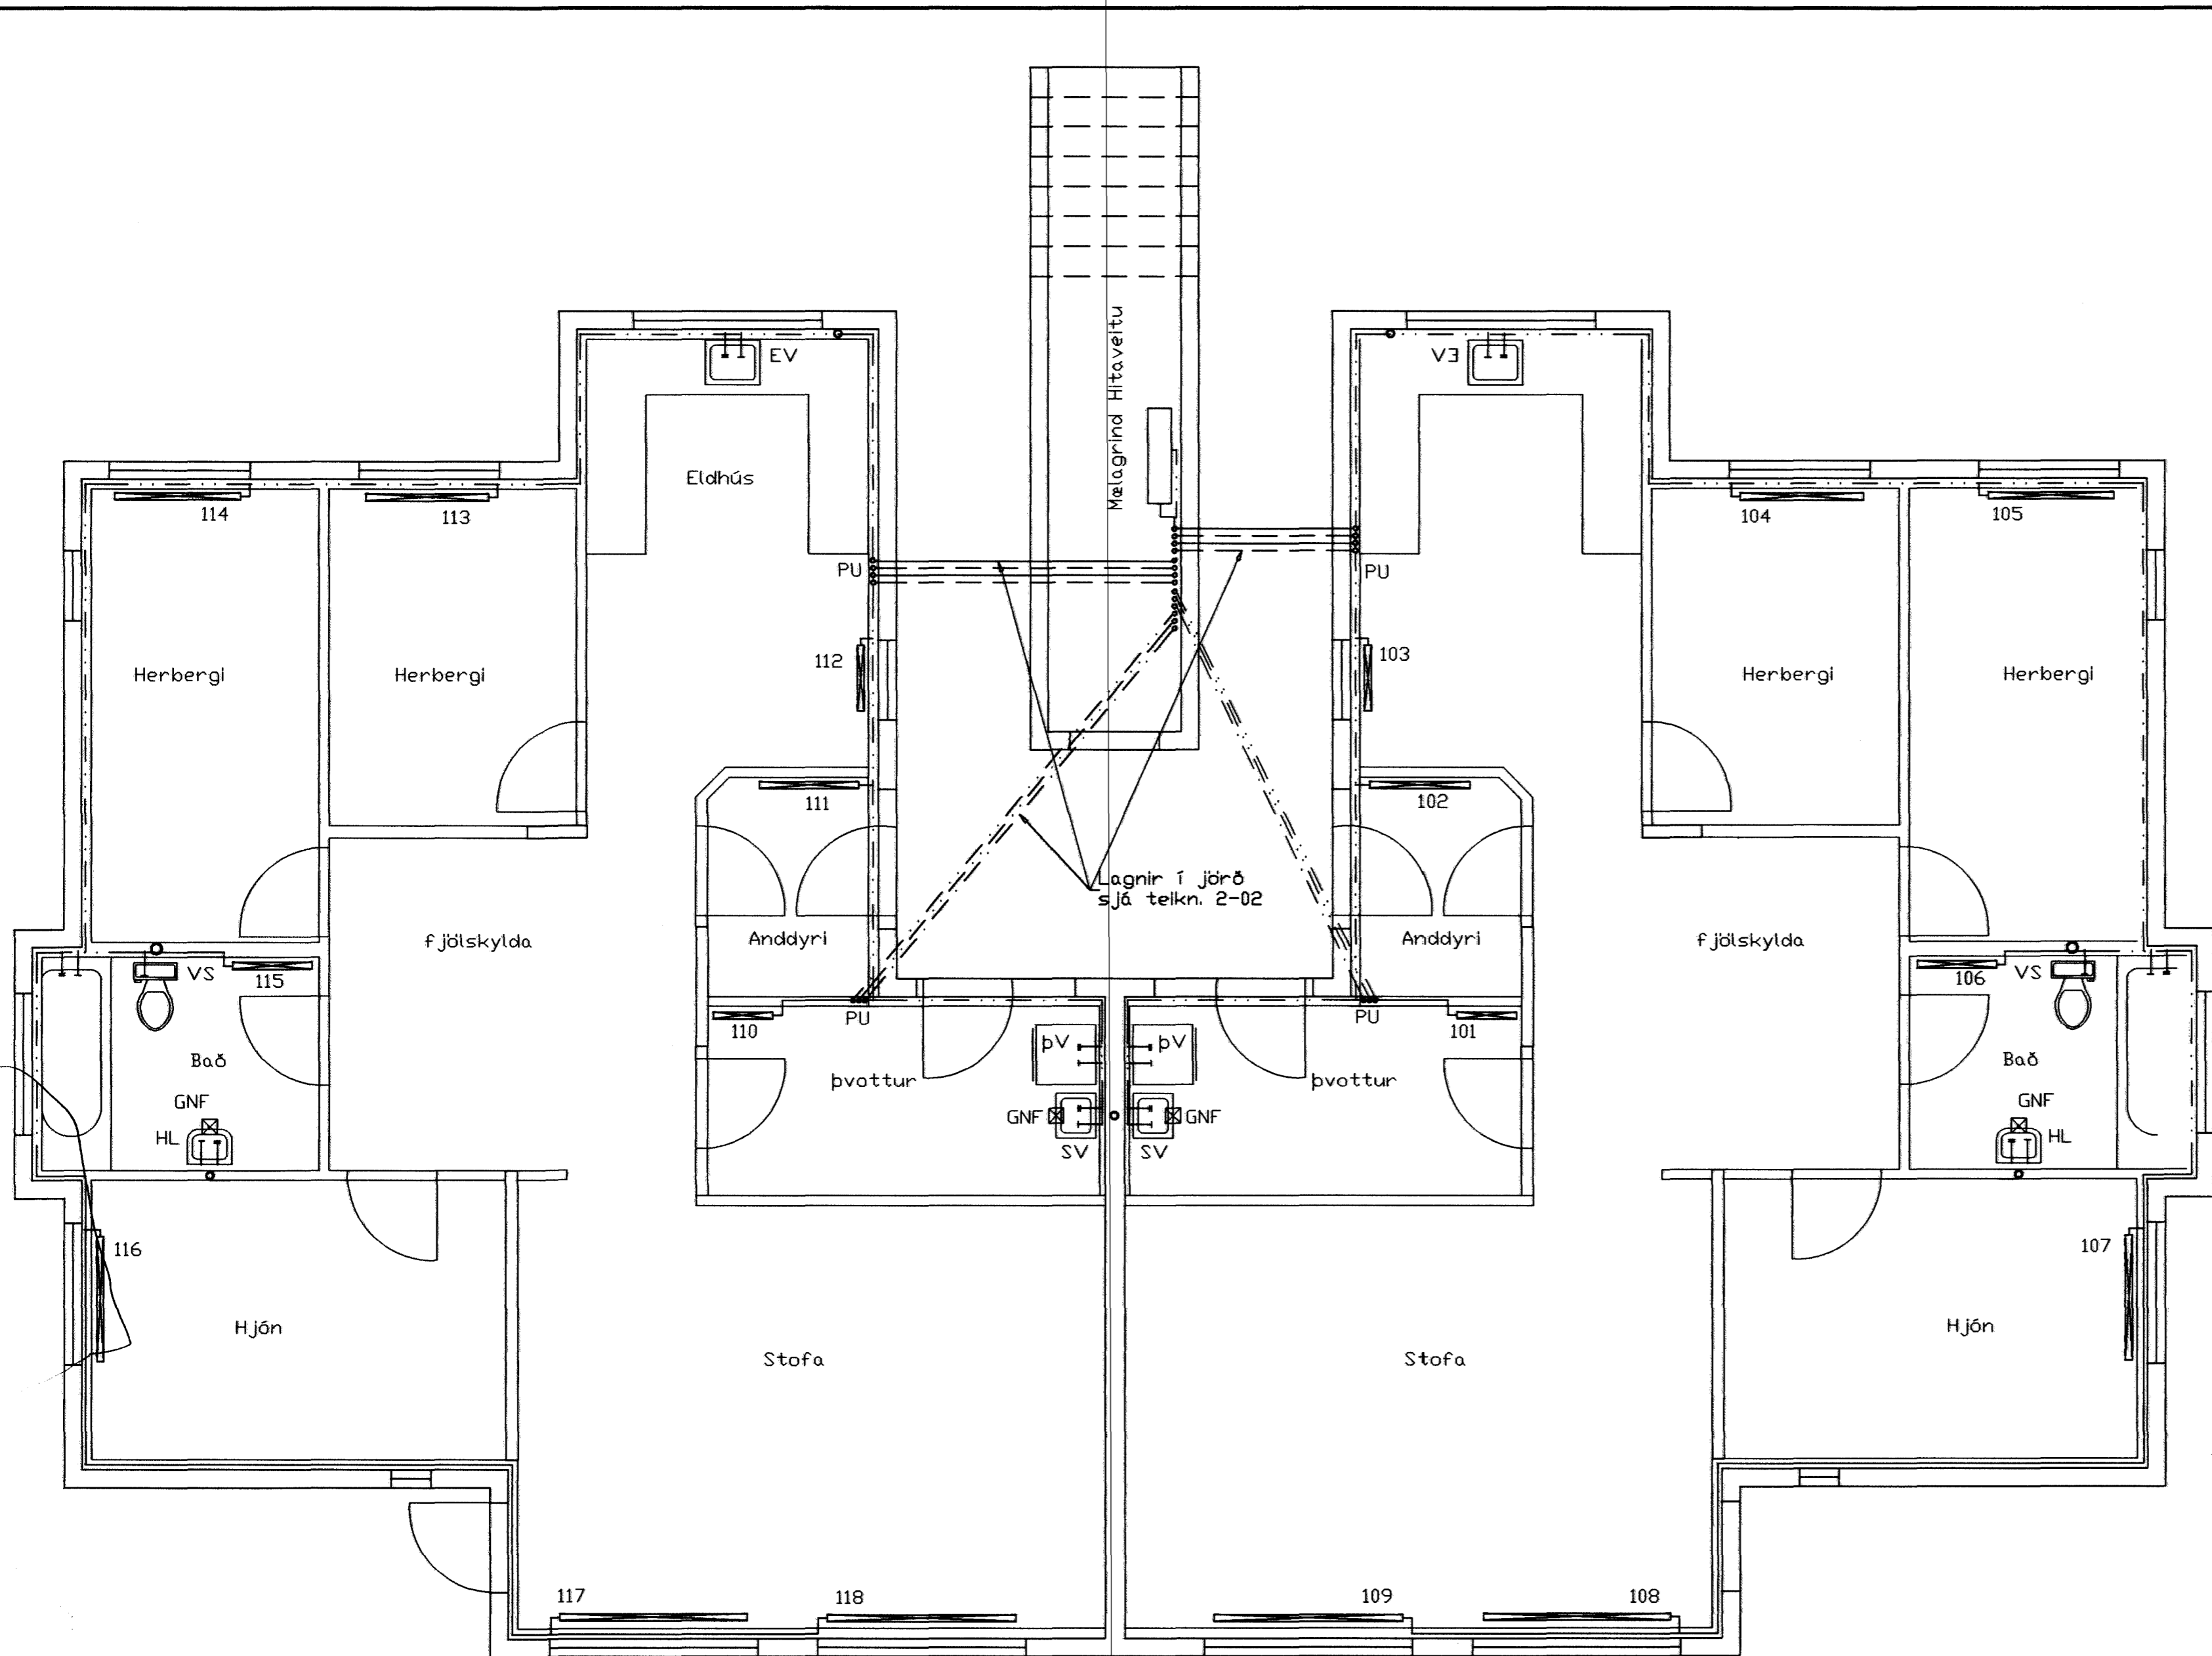 Mælagrind Hitaveitu
EV
V3
Eldhús
114
113
104
105
PU
PU
112
103
Herbergi
Herbergi
Herbergi
Herbergi
111
102
Lagnir í jörð
sjá teikn. 2-02
fjölskylda
Anddyri
Anddyri
fjölskylda
VS
115
106
VS
110
PU
PU
101
þV
þV
Bað
þvottur
þvottur
Bað
GNF
GNF
GNF
GNF
HL
HL
SV
SV
116
107
Hjón
Hjón
Stofa
Stofa
117
118
109
108